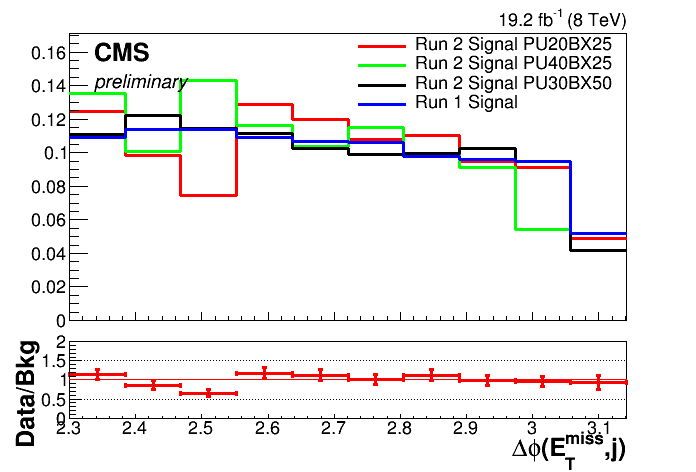 19.2 fb⁻¹ (8 TeV)
CMS
preliminary
Run 2 Signal PU20BX25
Run 2 Signal PU40BX25
Run 2 Signal PU30BX50
Run 1 Signal
0.16
0.14
0.12
0.1
0.08
0.06
0.04
0.02
0
Data/Bkg
2
1.5
1
0.5
0
2.3 2.4 2.5 2.6 2.7 2.8 2.9 3 3.1
Δϕ(E_T^miss,j)